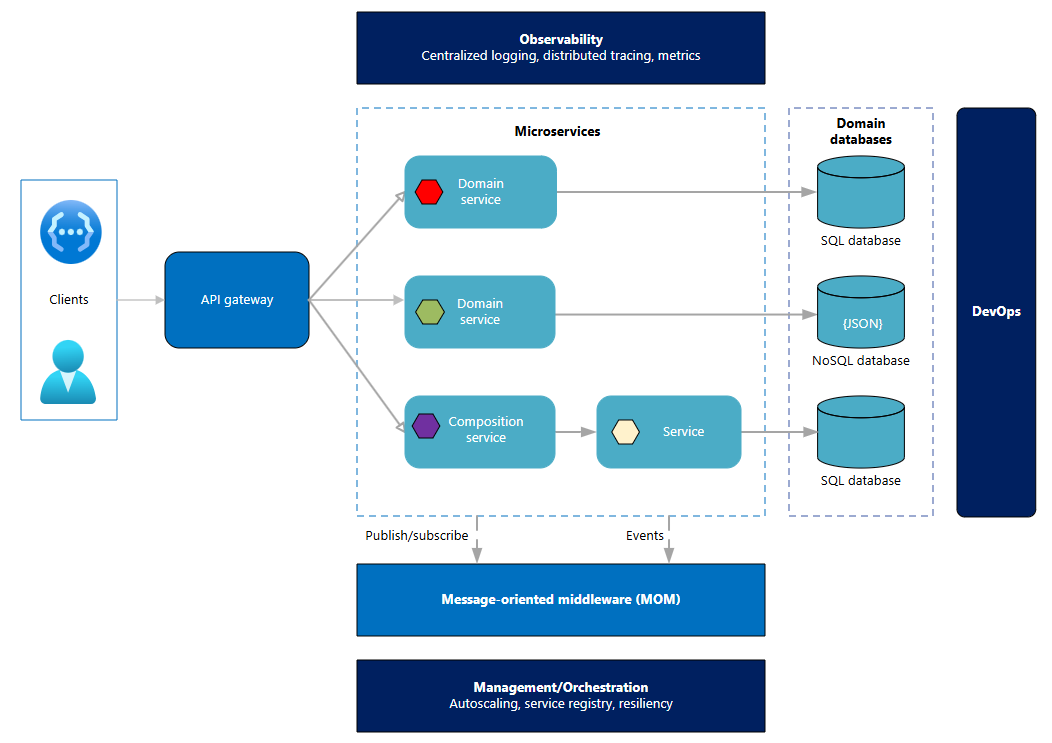 Observability
Centralized logging, distributed tracing, metrics
Microservices
Domain
databases
Domain
service
SQL database
Clients
API gateway
Domain
service
{JSON}
NoSQL database
DevOps
Composition
service
Service
SQL database
Publish/subscribe
Events
Message-oriented middleware (MOM)
Management/Orchestration
Autoscaling, service registry, resiliency